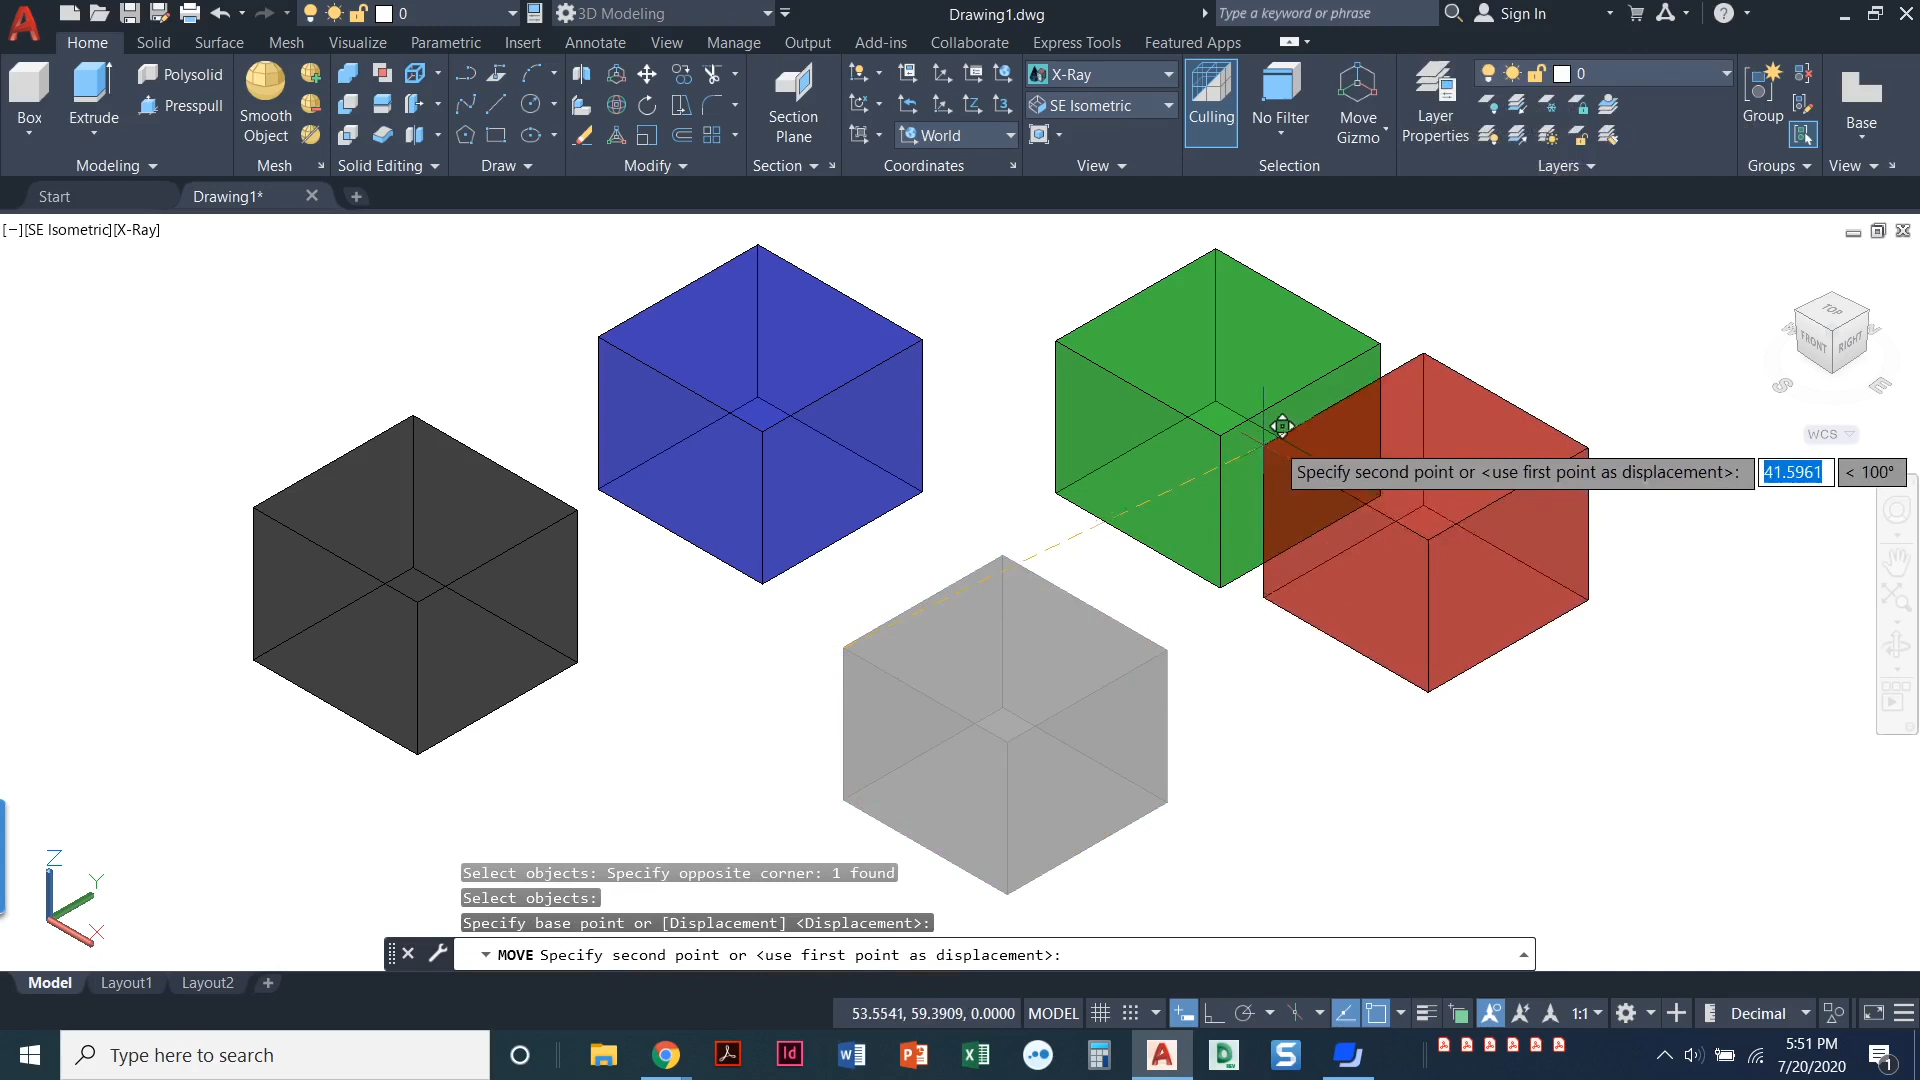 0
3D Modeling
Drawing1.dwg
Type a keyword or phrase
Sign In
Home
Solid
Surface
Mesh
Visualize
Parametric
Insert
Annotate
View
Manage
Output
Add-ins
Collaborate
Express Tools
Featured Apps
Box
Extrude
Polysolid
Presspull
Smooth
Object
Section
Plane
World
X-Ray
SE Isometric
Culling
No Filter
Move
Gizmo
Layer
Properties
0
Group
Base
Modeling
Mesh
Solid Editing
Draw
Modify
Section
Coordinates
View
Selection
Layers
Groups
View
Start
Drawing1*
[−][SE Isometric][X-Ray]
TOP
FRONT
RIGHT
S
E
WCS
Specify second point or <use first point as displacement>:
41.5961
< 100°
Z
Y
X
Select objects: Specify opposite corner: 1 found
Select objects:
Specify base point or [Displacement] <Displacement>:
MOVE Specify second point or <use first point as displacement>:
Model
Layout1
Layout2
53.5541, 59.3909, 0.0000
MODEL
1:1
Decimal
Type here to search
5:51 PM
7/20/2020
1